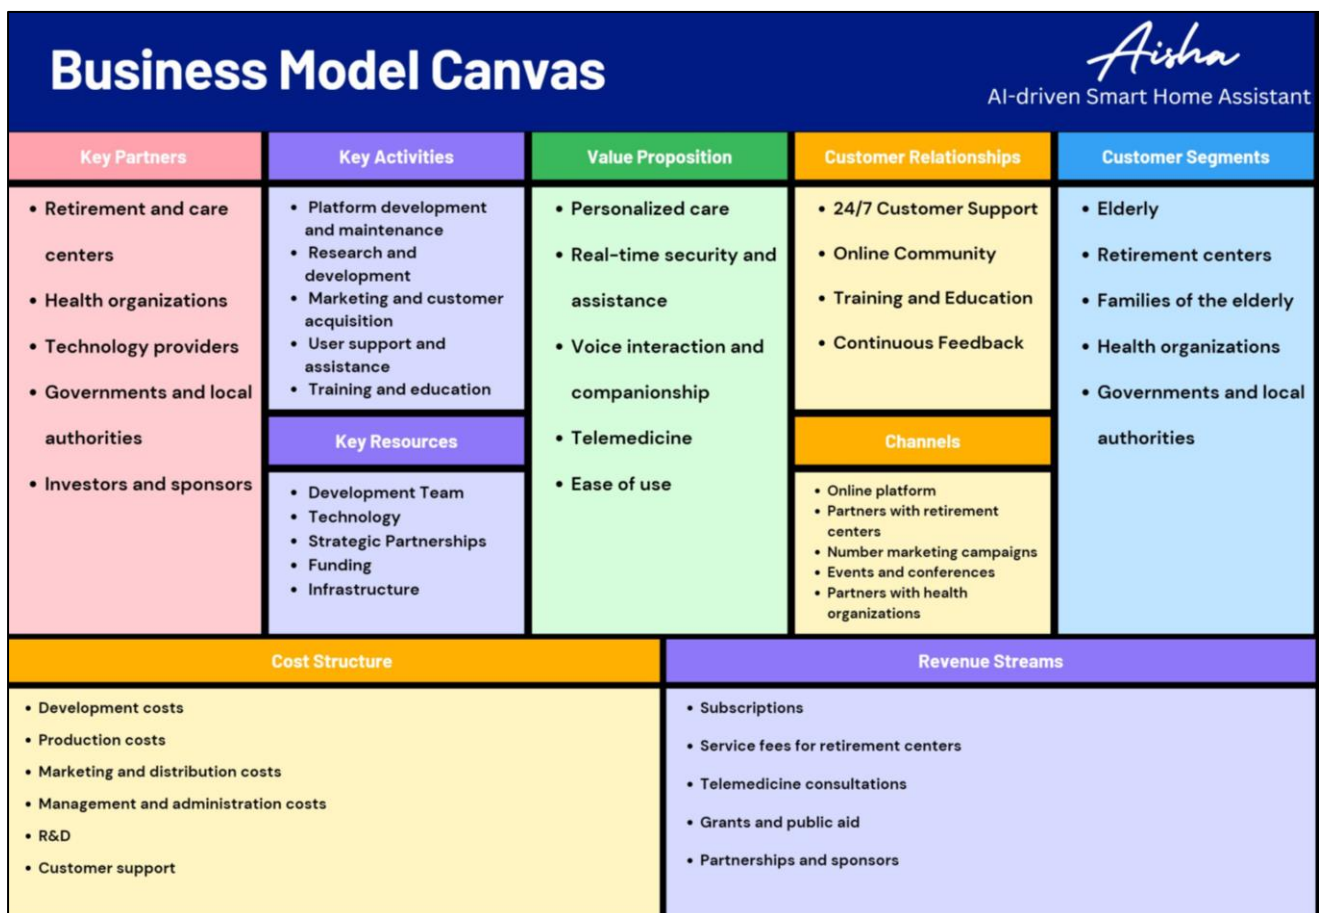 Business Model Canvas
Aisha
AI-driven Smart Home Assistant
Key Partners
• Retirement and care
centers
• Health organizations
• Technology providers
• Governments and local
authorities
• Investors and sponsors
Key Activities
• Platform development
and maintenance
• Research and
development
• Marketing and customer
acquisition
• User support and
assistance
• Training and education
Key Resources
• Development Team
• Technology
• Strategic Partnerships
• Funding
• Infrastructure
Value Proposition
• Personalized care
• Real-time security and
assistance
• Voice interaction and
companionship
• Telemedicine
• Ease of use
Customer Relationships
• 24/7 Customer Support
• Online Community
• Training and Education
• Continuous Feedback
Channels
• Online platform
• Partners with retirement
centers
• Number marketing campaigns
• Events and conferences
• Partners with health
organizations
Customer Segments
• Elderly
• Retirement centers
• Families of the elderly
• Health organizations
• Governments and local
authorities
Cost Structure
• Development costs
• Production costs
• Marketing and distribution costs
• Management and administration costs
• R&D
• Customer support
Revenue Streams
• Subscriptions
• Service fees for retirement centers
• Telemedicine consultations
• Grants and public aid
• Partnerships and sponsors